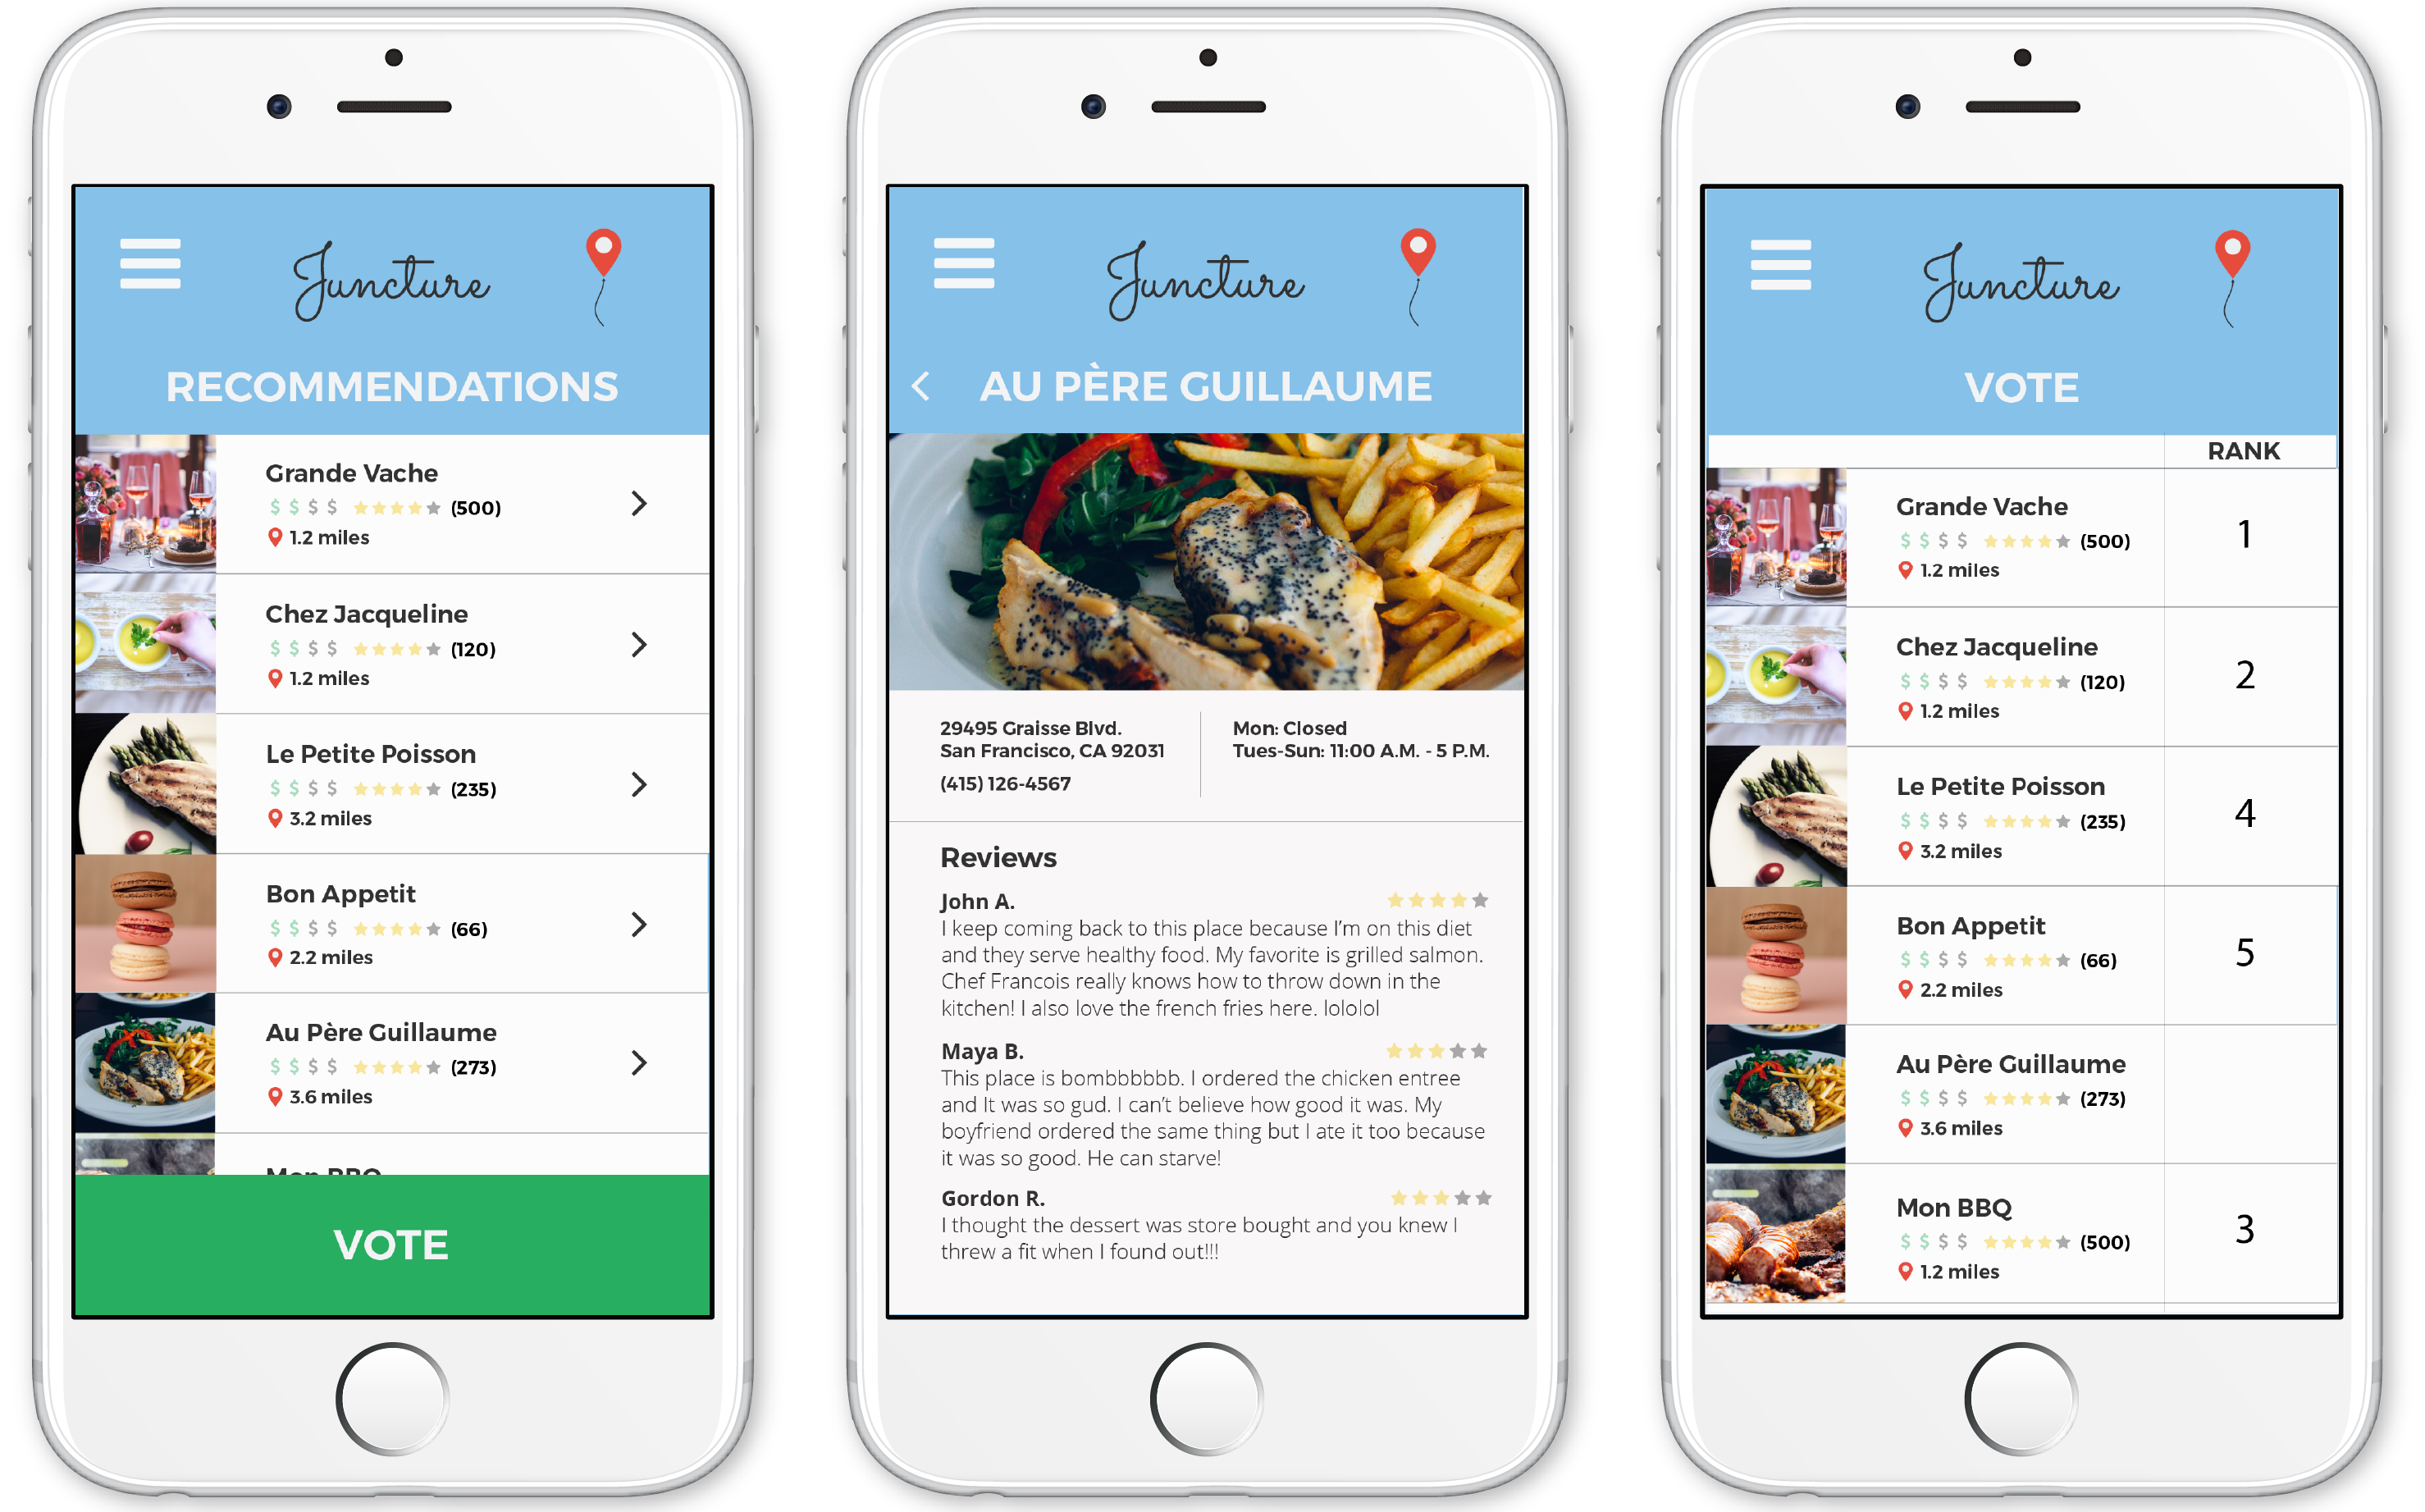 Juncture
RECOMMENDATIONS
Grande Vache
$ $ $ $ (500)
1.2 miles
Chez Jacqueline
$ $ $ $ (120)
1.2 miles
Le Petite Poisson
$ $ $ $ (235)
3.2 miles
Bon Appetit
$ $ $ $ (66)
2.2 miles
Au Père Guillaume
$ $ $ $ (273)
3.6 miles
Mon BBQ
VOTE
Juncture
AU PÈRE GUILLAUME
29495 Graisse Blvd.
San Francisco, CA 92031
(415) 126-4567
Mon: Closed
Tues-Sun: 11:00 A.M. - 5 P.M.
Reviews
John A.
I keep coming back to this place because I'm on this diet
and they serve healthy food. My favorite is grilled salmon.
Chef Francois really knows how to throw down in the
kitchen! I also love the french fries here. lololol
Maya B.
This place is bombbbbbb. I ordered the chicken entree
and It was so gud. I can't believe how good it was. My
boyfriend ordered the same thing but I ate it too because
it was so good. He can starve!
Gordon R.
I thought the dessert was store bought and you knew I
threw a fit when I found out!!!
Juncture
VOTE
RANK
Grande Vache
$ $ $ $ (500)
1.2 miles
1
Chez Jacqueline
$ $ $ $ (120)
1.2 miles
2
Le Petite Poisson
$ $ $ $ (235)
3.2 miles
4
Bon Appetit
$ $ $ $ (66)
2.2 miles
5
Au Père Guillaume
$ $ $ $ (273)
3.6 miles
Mon BBQ
$ $ $ $ (500)
1.2 miles
3